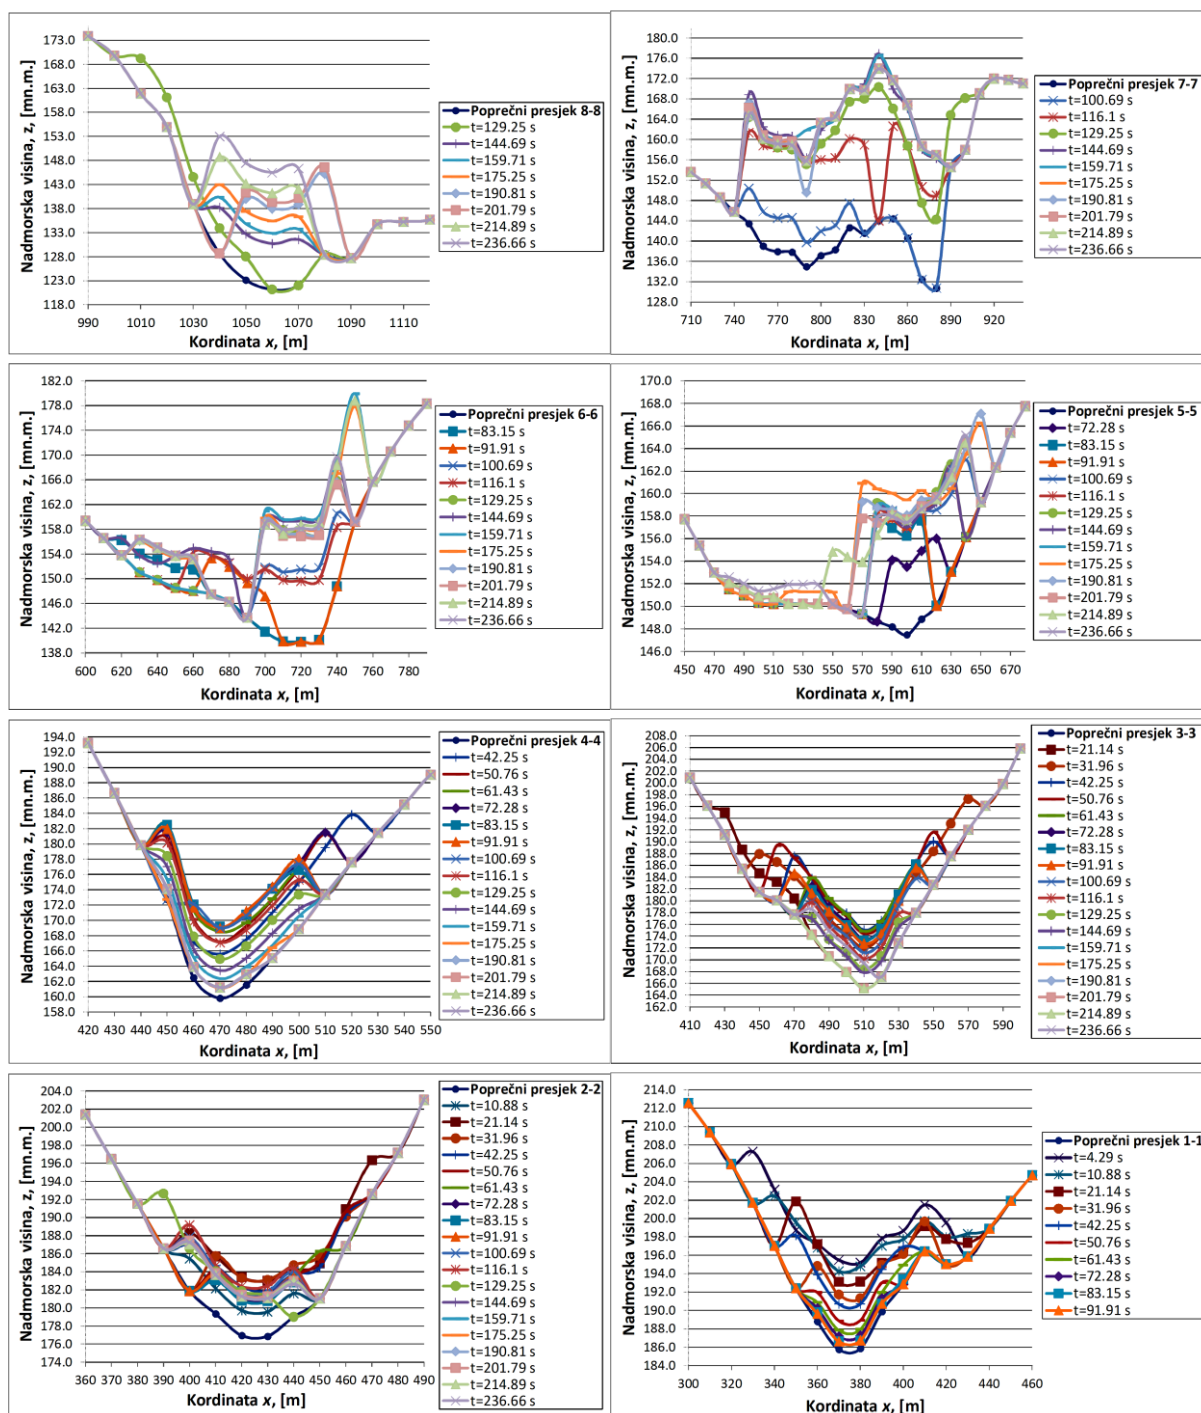 Nadmorska visina, z, [mn.m.]
173.0
168.0
163.0
158.0
153.0
148.0
143.0
138.0
133.0
128.0
123.0
118.0
990 1010 1030 1050 1070 1090 1110
Kordinata x, [m]
Poprečni presjek 8-8
t=129.25 s
t=144.69 s
t=159.71 s
t=175.25 s
t=190.81 s
t=201.79 s
t=214.89 s
t=236.66 s
Nadmorska visina, z, [mn.m.]
180.0
176.0
172.0
168.0
164.0
160.0
156.0
152.0
148.0
144.0
140.0
136.0
132.0
128.0
710 740 770 800 830 860 890 920
Kordinata x, [m]
Poprečni presjek 7-7
t=100.69 s
t=116.1 s
t=129.25 s
t=144.69 s
t=159.71 s
t=175.25 s
t=190.81 s
t=201.79 s
t=214.89 s
t=236.66 s
Nadmorska visina, z, [mn.m.]
182.0
178.0
174.0
170.0
166.0
162.0
158.0
154.0
150.0
146.0
142.0
138.0
600 620 640 660 680 700 720 740 760 780
Kordinata x, [m]
Poprečni presjek 6-6
t=83.15 s
t=91.91 s
t=100.69 s
t=116.1 s
t=129.25 s
t=144.69 s
t=159.71 s
t=175.25 s
t=190.81 s
t=201.79 s
t=214.89 s
t=236.66 s
Nadmorska visina, z, [mn.m.]
170.0
168.0
166.0
164.0
162.0
160.0
158.0
156.0
154.0
152.0
150.0
148.0
146.0
450 470 490 510 530 550 570 590 610 630 650 670
Kordinata x, [m]
Poprečni presjek 5-5
t=72.28 s
t=83.15 s
t=91.91 s
t=100.69 s
t=116.1 s
t=129.25 s
t=144.69 s
t=159.71 s
t=175.25 s
t=190.81 s
t=201.79 s
t=214.89 s
t=236.66 s
Nadmorska visina, z, [mn.m.]
194.0
192.0
190.0
188.0
186.0
184.0
182.0
180.0
178.0
176.0
174.0
172.0
170.0
168.0
166.0
164.0
162.0
160.0
158.0
420 430 440 450 460 470 480 490 500 510 520 530 540 550
Kordinata x, [m]
Poprečni presjek 4-4
t=42.25 s
t=50.76 s
t=61.43 s
t=72.28 s
t=83.15 s
t=91.91 s
t=100.69 s
t=116.1 s
t=129.25 s
t=144.69 s
t=159.71 s
t=175.25 s
t=190.81 s
t=201.79 s
t=214.89 s
t=236.66 s
Nadmorska visina, z, [mn.m.]
208.0
206.0
204.0
202.0
200.0
198.0
196.0
194.0
192.0
190.0
188.0
186.0
184.0
182.0
180.0
178.0
176.0
174.0
172.0
170.0
168.0
166.0
164.0
162.0
410 430 450 470 490 510 530 550 570 590
Kordinata x, [m]
Poprečni presjek 3-3
t=21.14 s
t=31.96 s
t=42.25 s
t=50.76 s
t=61.43 s
t=72.28 s
t=83.15 s
t=91.91 s
t=100.69 s
t=116.1 s
t=129.25 s
t=144.69 s
t=159.71 s
t=175.25 s
t=190.81 s
t=201.79 s
t=214.89 s
t=236.66 s
Nadmorska visina, z, [mn.m.]
204.0
202.0
200.0
198.0
196.0
194.0
192.0
190.0
188.0
186.0
184.0
182.0
180.0
178.0
176.0
174.0
360 370 380 390 400 410 420 430 440 450 460 470 480 490
Kordinata x, [m]
Poprečni presjek 2-2
t=10.88 s
t=21.14 s
t=31.96 s
t=42.25 s
t=50.76 s
t=61.43 s
t=72.28 s
t=83.15 s
t=91.91 s
t=100.69 s
t=116.1 s
t=129.25 s
t=144.69 s
t=159.71 s
t=175.25 s
t=190.81 s
t=201.79 s
t=214.89 s
t=236.66 s
Nadmorska visina, z, [mn.m.]
214.0
212.0
210.0
208.0
206.0
204.0
202.0
200.0
198.0
196.0
194.0
192.0
190.0
188.0
186.0
184.0
300 320 340 360 380 400 420 440 460
Kordinata x, [m]
Poprečni presjek 1-1
t=4.29 s
t=10.88 s
t=21.14 s
t=31.96 s
t=42.25 s
t=50.76 s
t=61.43 s
t=72.28 s
t=83.15 s
t=91.91 s